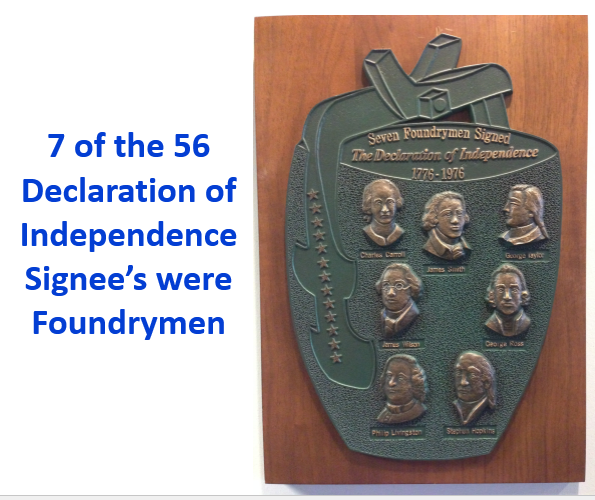 7 of the 56
Declaration of
Independence
Signee’s were
Foundrymen
Seven Foundrymen Signed
The Declaration of Independence
1776-1976
Charles Carroll
James Smith
George Taylor
James Wilson
George Ross
Philip Livingston
Stephen Hopkins